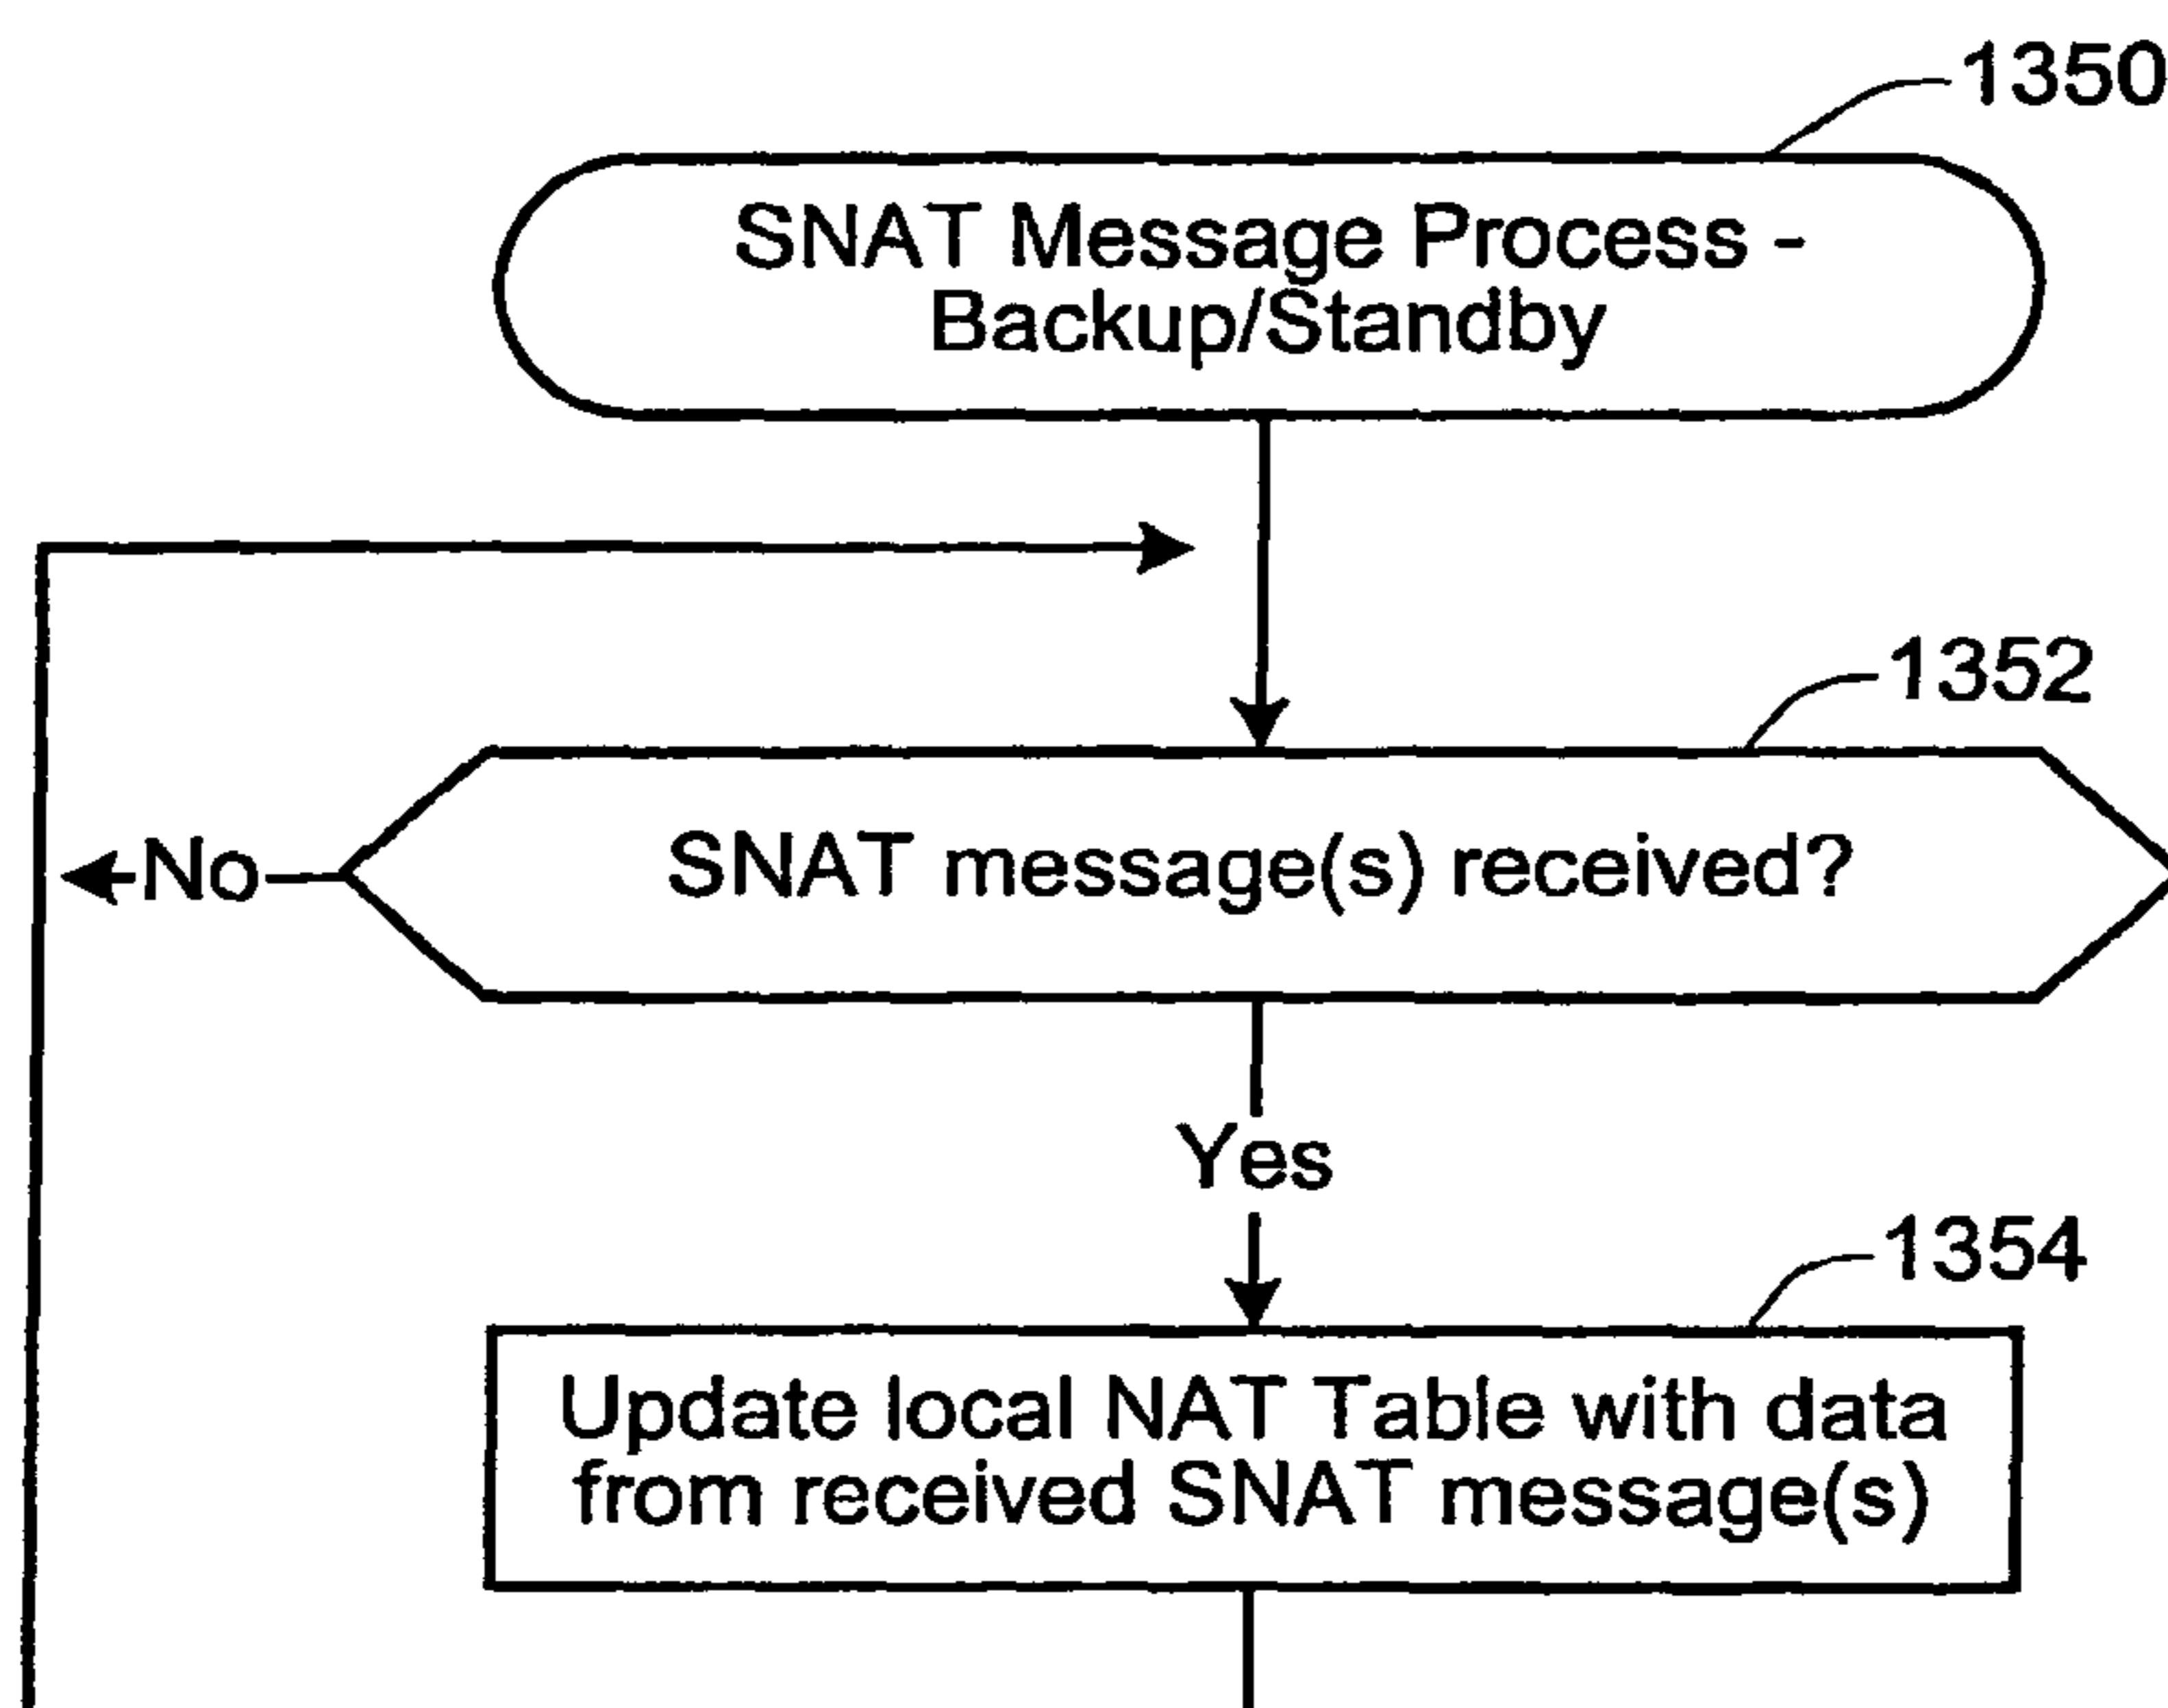 1350
SNAT Message Process -
Backup/Standby
1352
SNAT message(s) received?
No
Yes
1354
Update local NAT Table with data
from received SNAT message(s)